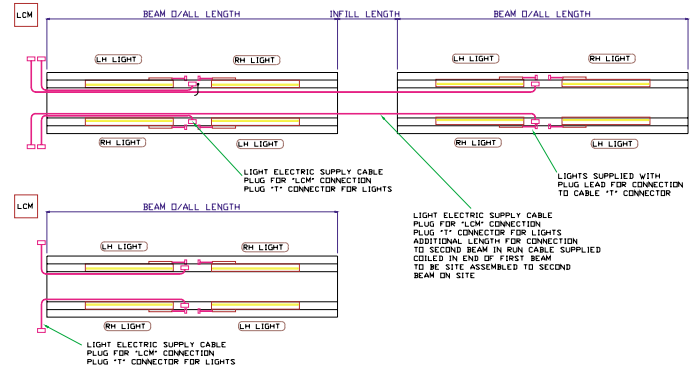 LCM
BEAM O/ALL LENGTH
INFILL LENGTH
BEAM O/ALL LENGTH
LH LIGHT
RH LIGHT
LH LIGHT
RH LIGHT
RH LIGHT
LH LIGHT
RH LIGHT
LH LIGHT
LIGHT ELECTRIC SUPPLY CABLE
PLUG FOR "LCM" CONNECTION
PLUG "T" CONNECTOR FOR LIGHTS
LIGHTS SUPPLIED WITH
PLUG LEAD FOR CONNECTION
TO CABLE "T" CONNECTOR
LIGHT ELECTRIC SUPPLY CABLE
PLUG FOR "LCM" CONNECTION
PLUG "T" CONNECTOR FOR LIGHTS
ADDITIONAL LENGTH FOR CONNECTION
TO SECOND BEAM IN RUN CABLE SUPPLIED
COILED IN END OF FIRST BEAM
TO BE SITE ASSEMBLED TO SECOND
BEAM ON SITE
LCM
BEAM O/ALL LENGTH
LH LIGHT
RH LIGHT
RH LIGHT
LH LIGHT
LIGHT ELECTRIC SUPPLY CABLE
PLUG FOR "LCM" CONNECTION
PLUG "T" CONNECTOR FOR LIGHTS